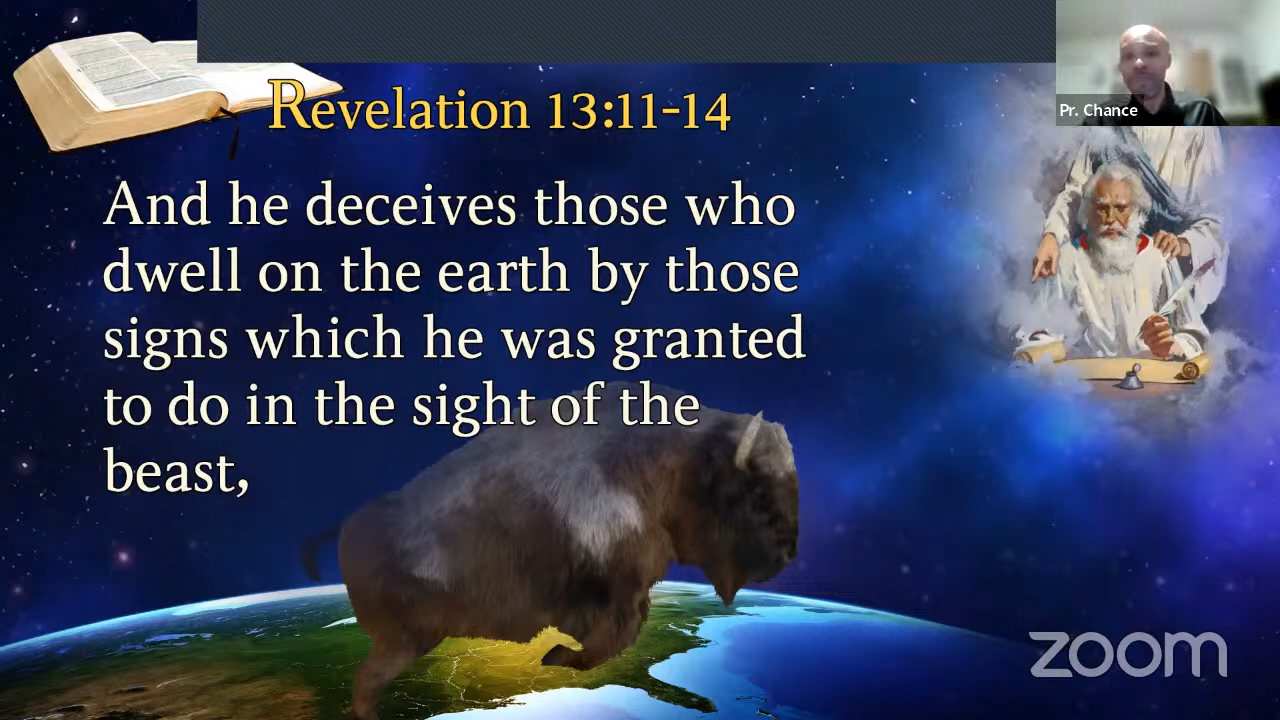 Revelation 13:11-14
Pr. Chance
And he deceives those who
dwell on the earth by those
signs which he was granted
to do in the sight of the
beast,
zoom